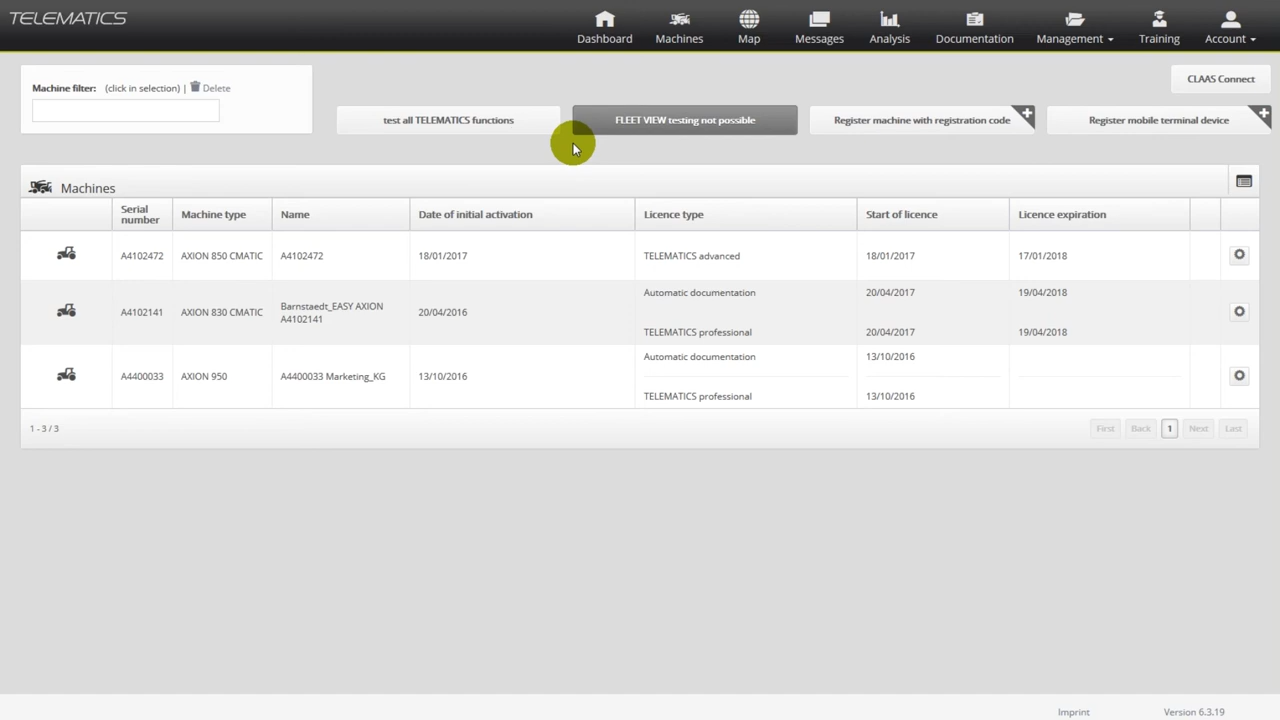 TELEMATICS
Dashboard
Machines
Map
Messages
Analysis
Documentation
Management
Training
Account
Machine filter: (click in selection) | Delete
CLAAS Connect
test all TELEMATICS functions
FLEET VIEW testing not possible
Register machine with registration code
Register mobile terminal device
Machines
Serial number Machine type Name Date of initial activation Licence type Start of licence Licence expiration
A4102472 AXION 850 CMATIC A4102472 18/01/2017 TELEMATICS advanced 18/01/2017 17/01/2018
Automatic documentation 20/04/2017 19/04/2018
A4102141 AXION 830 CMATIC Barnstaedt_EASY AXION A4102141 20/04/2016
TELEMATICS professional 20/04/2017 19/04/2018
Automatic documentation 13/10/2016
A4400033 AXION 950 A4400033 Marketing_KG 13/10/2016
TELEMATICS professional 13/10/2016
1 - 3 / 3
First Back 1 Next Last
Imprint Version 6.3.19